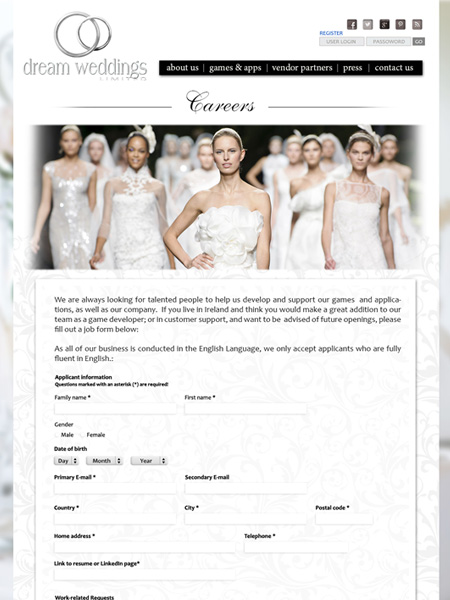 REGISTER
USER LOGIN PASSOWORD GO
dream weddings
LIMITED
about us | games & apps | vendor partners | press | contact us
Careers
We are always looking for talented people to help us develop and support our games and applica-
tions, as well as our company. If you live in Ireland and think you would make a great addition to our
team as a game developer; or in customer support, and want to be advised of future openings, please
fill out a job form below:
As all of our business is conducted in the English Language, we only accept applicants who are fully
fluent in English.:
Applicant information
Questions marked with an asterisk (*) are required!
Family name * First name *
Gender
Male Female
Date of birth
Day Month Year
Primary E-mail * Secondary E-mail
Country * City * Postal code *
Home address * Telephone *
Link to resume or LinkedIn page*
Work-related Requests